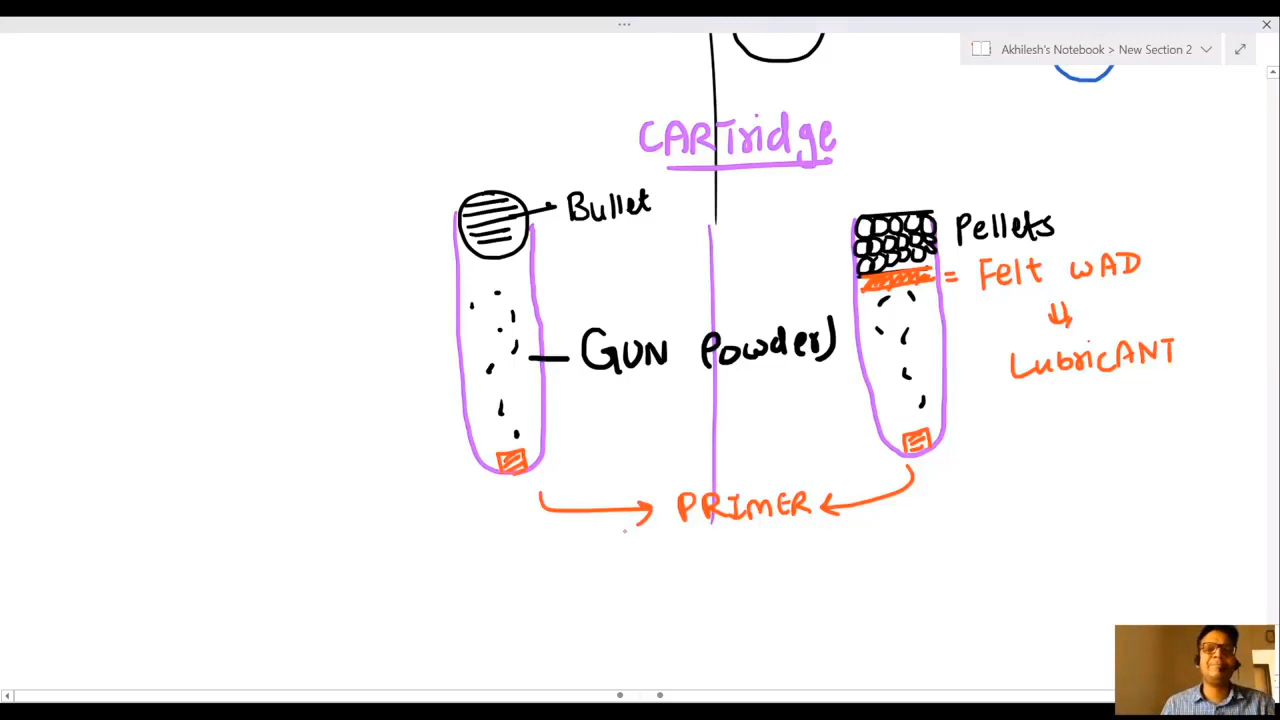 Akhilesh's Notebook > New Section 2
CARTridge
Bullet
Pellets
= Felt WAD
LubricANT
GUN Powder)
PRIMER